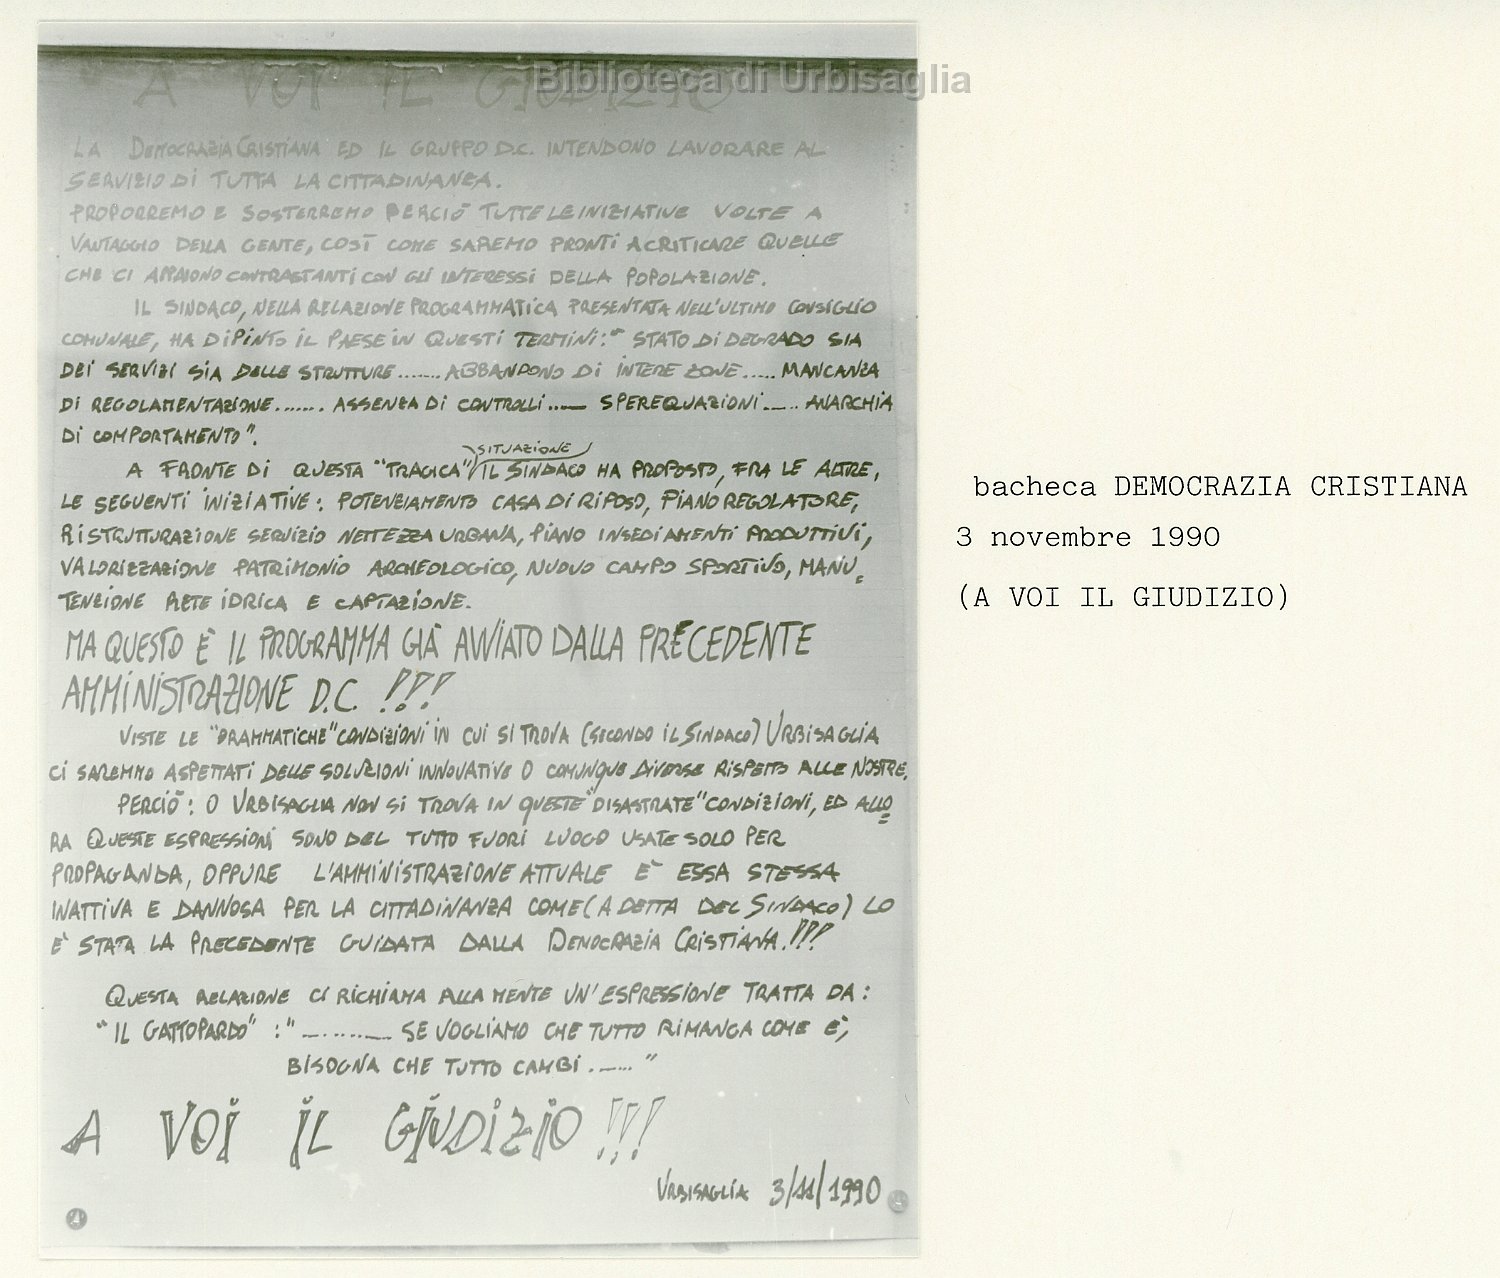 Biblioteca di Urbisaglia
A VOI IL GIUDIZIO
LA DEMOCRAZIA CRISTIANA ED IL GRUPPO D.C. INTENDONO LAVORARE AL
SERVIZIO DI TUTTA LA CITTADINANZA.
PROPORREMO E SOSTERREMO PERCIÒ TUTTE LE INIZIATIVE VOLTE A
VANTAGGIO DELLA GENTE, COSÌ COME SAREMO PRONTI A CRITICARE QUELLE
CHE CI APPAIONO CONTRASTANTI CON GLI INTERESSI DELLA POPOLAZIONE.
IL SINDACO, NELLA RELAZIONE PROGRAMMATICA PRESENTATA NELL'ULTIMO CONSIGLIO
COMUNALE, HA DIPINTO IL PAESE IN QUESTI TERMINI: " STATO DI DEGRADO SIA
DEI SERVIZI SIA DELLE STRUTTURE ....... ABBANDONO DI INTERE ZONE ..... MANCANZA
DI REGOLAMENTAZIONE ....... ASSENZA DI CONTROLLI ..... SPEREQUAZIONI ..... ANARCHIA
DI COMPORTAMENTO".
A FRONTE DI QUESTA "TRAGICA" SITUAZIONE IL SINDACO HA PROPOSTO, FRA LE ALTRE,
LE SEGUENTI INIZIATIVE: POTENZIAMENTO CASA DI RIPOSO, PIANO REGOLATORE,
RISTRUTTURAZIONE SERVIZIO NETTEZZA URBANA, PIANO INSEDIAMENTI PRODUTTIVI,
VALORIZZAZIONE PATRIMONIO ARCHEOLOGICO, NUOVO CAMPO SPORTIVO, MANU=
TENZIONE RETE IDRICA E CAPTAZIONE.
MA QUESTO È IL PROGRAMMA GIÀ AVVIATO DALLA PRECEDENTE
AMMINISTRAZIONE D.C. !!!
VISTE LE "DRAMMATICHE" CONDIZIONI IN CUI SI TROVA (SECONDO IL SINDACO) URBISAGLIA
CI SAREMMO ASPETTATI DELLE SOLUZIONI INNOVATIVE O COMUNQUE DIVERSE RISPETTO ALLE NOSTRE.
PERCIÒ: O URBISAGLIA NON SI TROVA IN QUESTE "DISASTRATE" CONDIZIONI, ED ALLO=
RA QUESTE ESPRESSIONI SONO DEL TUTTO FUORI LUOGO USATE SOLO PER
PROPAGANDA, OPPURE L'AMMINISTRAZIONE ATTUALE È ESSA STESSA
INATTIVA E DANNOSA PER LA CITTADINANZA COME (A DETTA DEL SINDACO) LO
È STATA LA PRECEDENTE GUIDATA DALLA DEMOCRAZIA CRISTIANA.!!!
QUESTA RELAZIONE CI RICHIAMA ALLA MENTE UN'ESPRESSIONE TRATTA DA:
"IL GATTOPARDO" : " .......... SE VOGLIAMO CHE TUTTO RIMANGA COME È,
BISOGNA CHE TUTTO CAMBI ......"
A VOI IL GIUDIZIO !!!
URBISAGLIA 3/11/1990
bacheca DEMOCRAZIA CRISTIANA
3 novembre 1990
(A VOI IL GIUDIZIO)